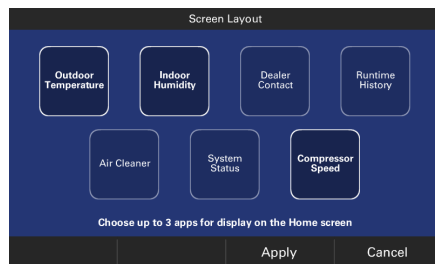 Screen Layout
Outdoor
Temperature
Indoor
Humidity
Dealer
Contact
Runtime
History
Air Cleaner
System
Status
Compressor
Speed
Choose up to 3 apps for display on the Home screen
Apply
Cancel